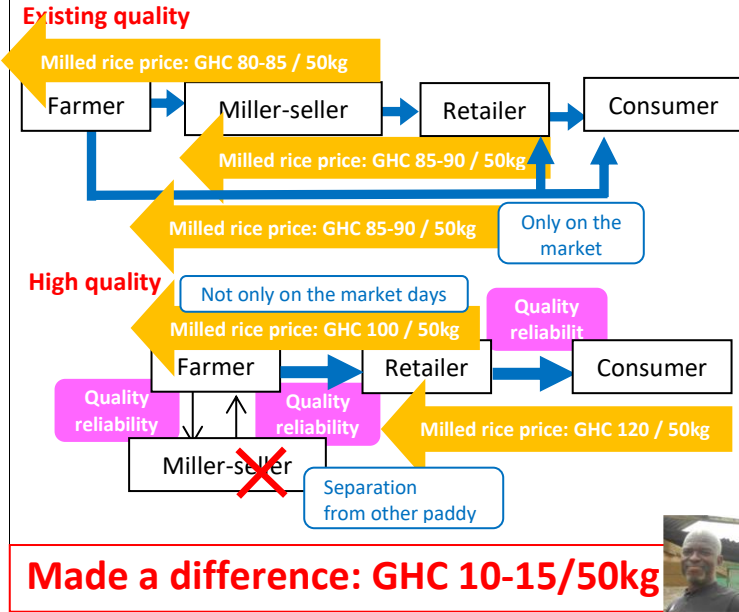 Existing quality
Milled rice price: GHC 80-85 / 50kg
Farmer
Miller-seller
Retailer
Consumer
Milled rice price: GHC 85-90 / 50kg
Milled rice price: GHC 85-90 / 50kg
Only on the
market
High quality
Not only on the market days
Milled rice price: GHC 100 / 50kg
Quality
reliabilit
Farmer
Retailer
Consumer
Quality
reliability
Quality
reliability
Milled rice price: GHC 120 / 50kg
Miller-seller
Separation
from other paddy
Made a difference: GHC 10-15/50kg